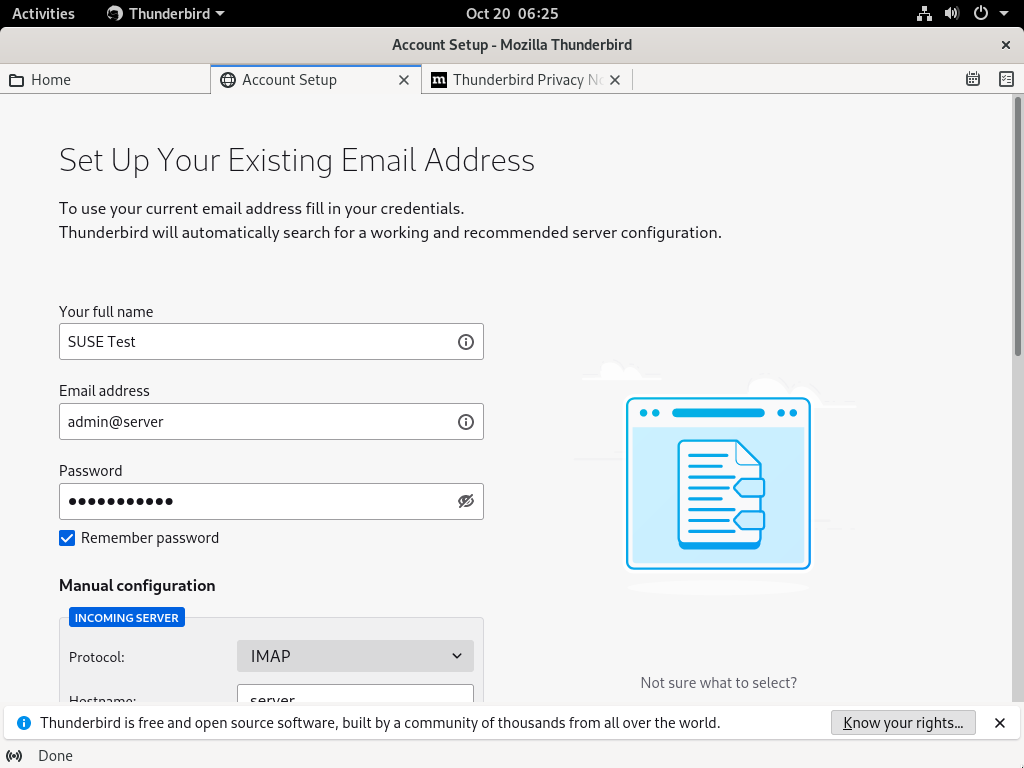 Activities
Thunderbird
Oct 20 06:25
Account Setup - Mozilla Thunderbird
Home
Account Setup
m
Thunderbird Privacy No
Set Up Your Existing Email Address
To use your current email address fill in your credentials.
Thunderbird will automatically search for a working and recommended server configuration.
Your full name
SUSE Test
Email address
admin@server
Password
Remember password
Manual configuration
INCOMING SERVER
Protocol:
IMAP
Hostname:
server
Not sure what to select?
Thunderbird is free and open source software, built by a community of thousands from all over the world.
Know your rights...
Done